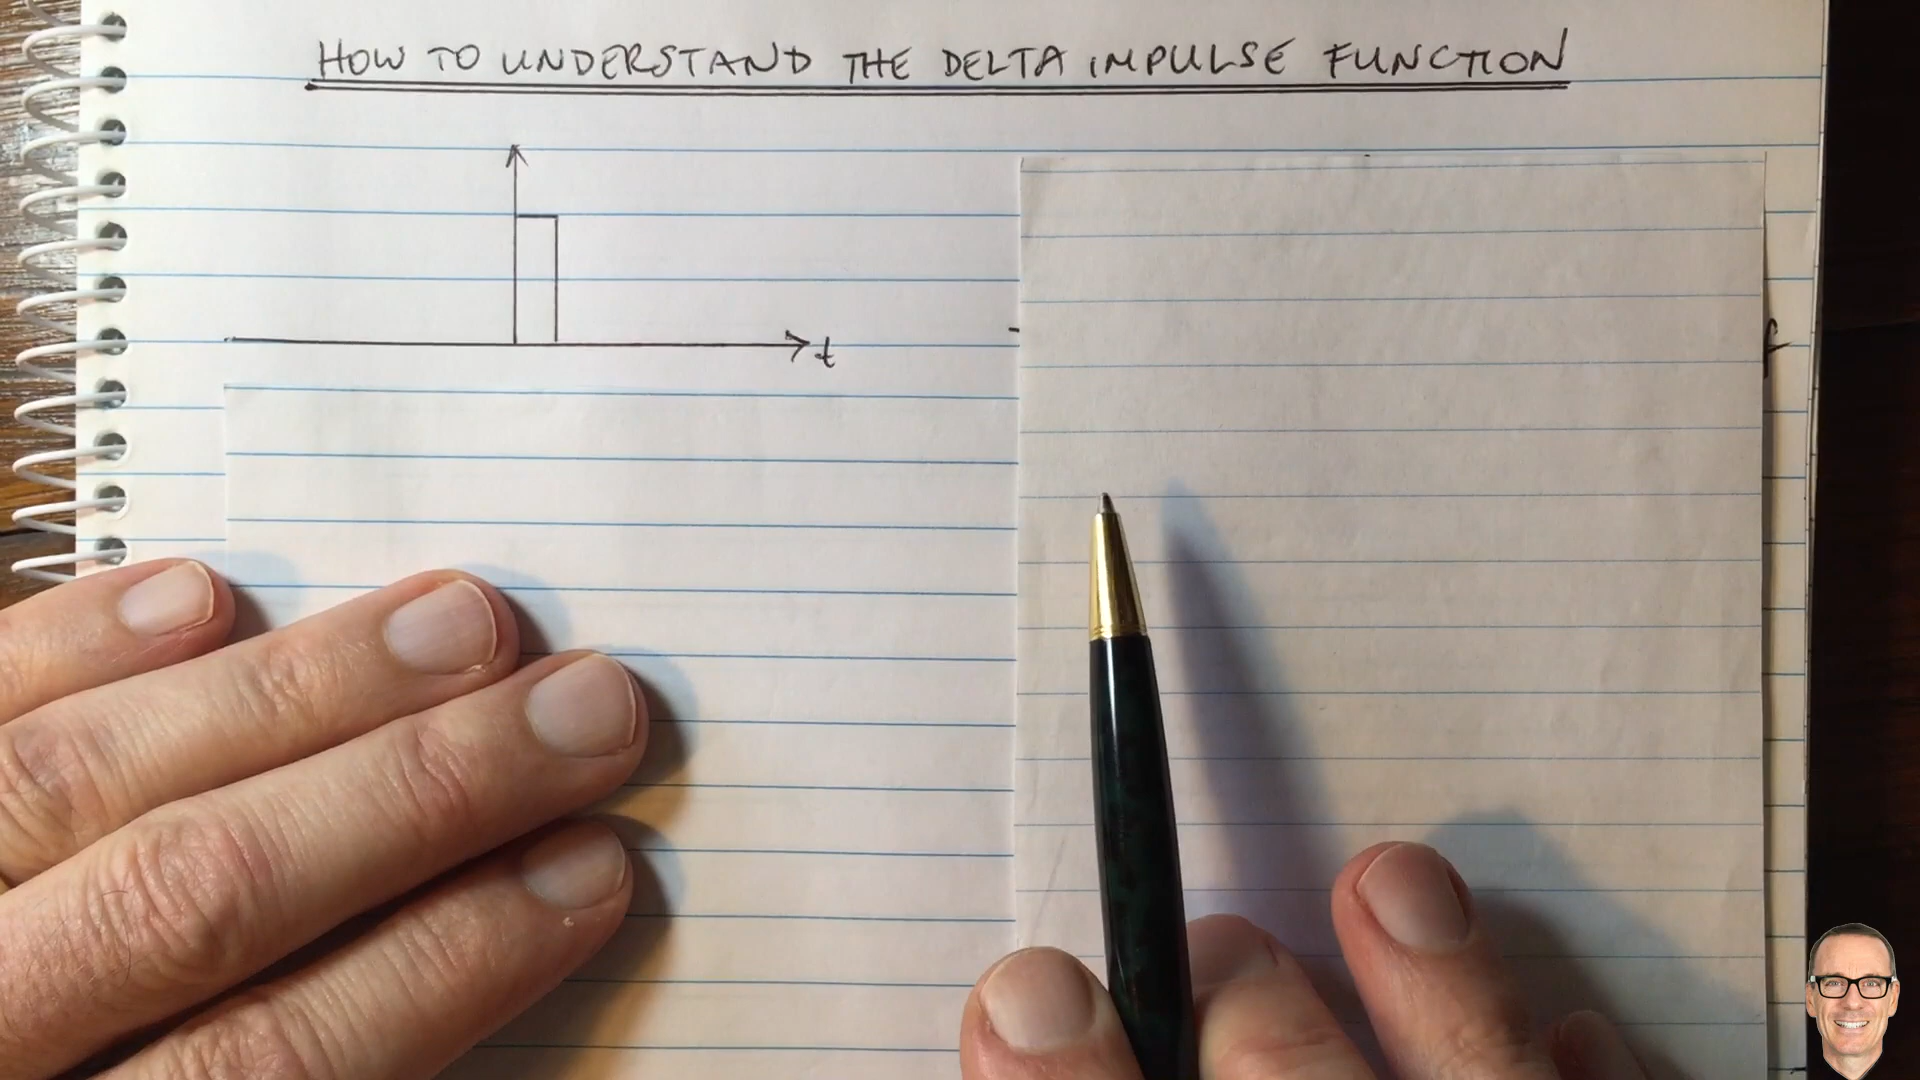 HOW TO UNDERSTAND THE DELTA IMPULSE FUNCTION
t
f